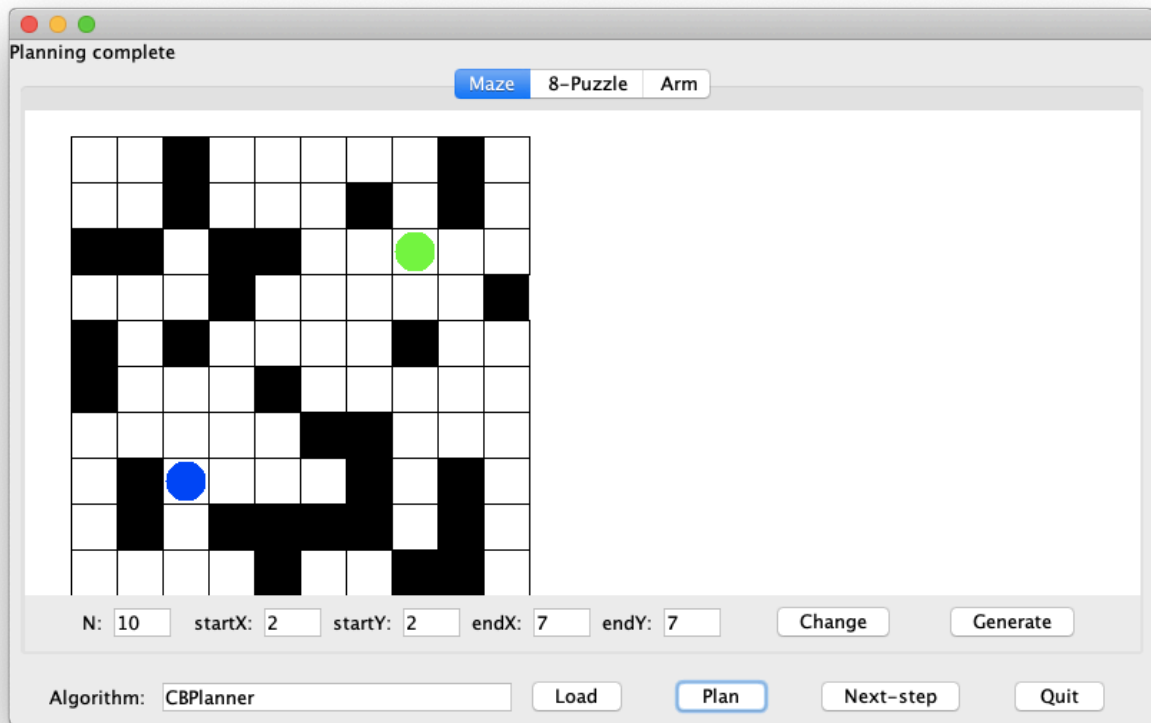 Planning complete
Maze 8-Puzzle Arm
N: 10 startX: 2 startY: 2 endX: 7 endY: 7 Change Generate
Algorithm: CBPlanner Load Plan Next-step Quit